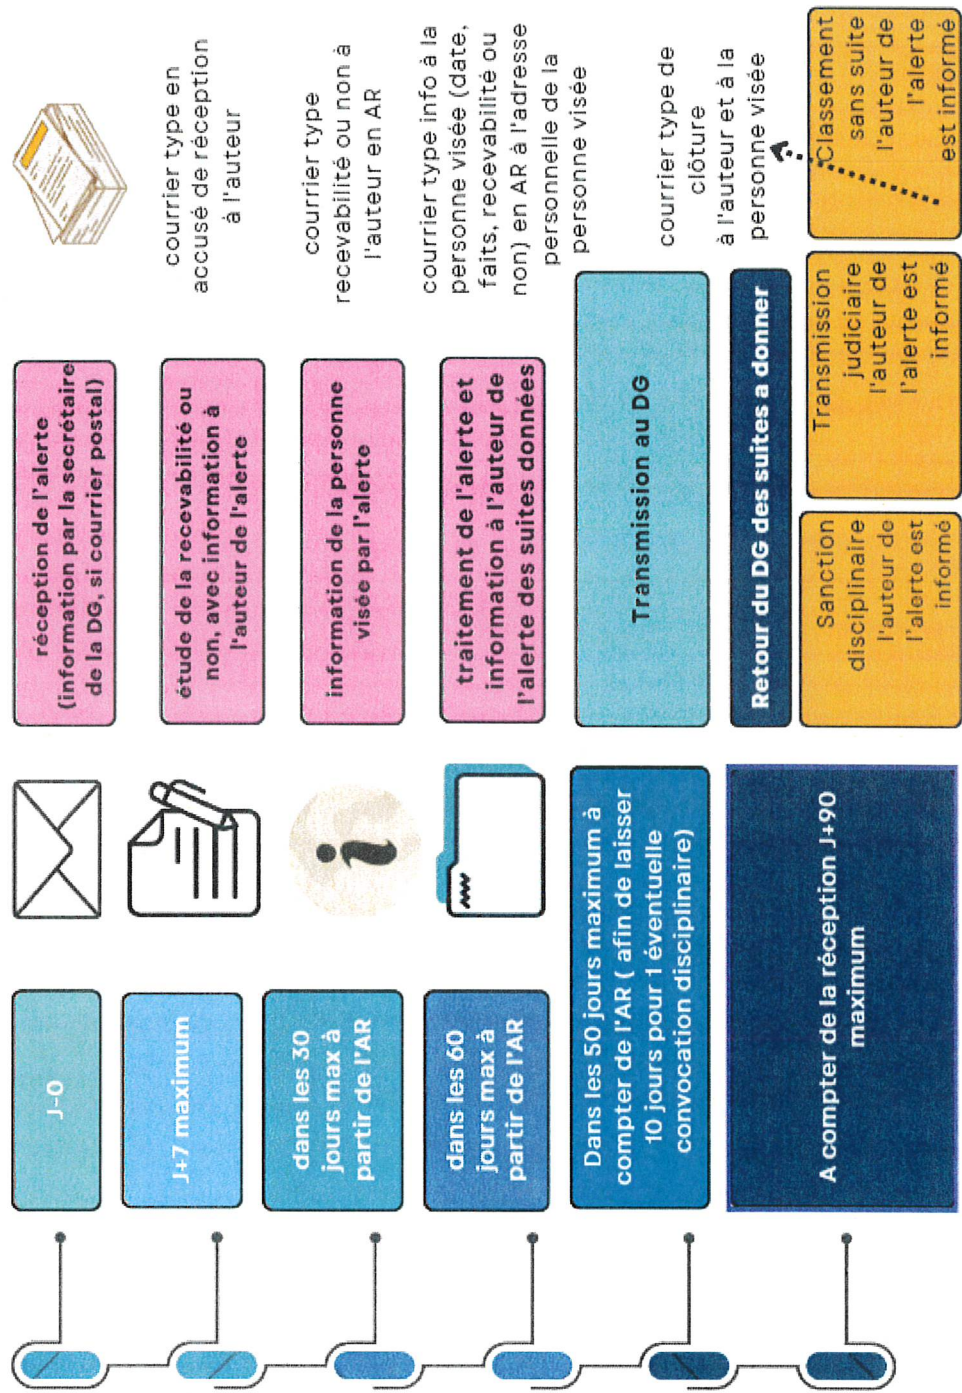 J-0
réception de l'alerte
(information par la secrétaire
de la DG, si courrier postal)
courrier type en
accusé de réception
à l'auteur
J+7 maximum
étude de la recevabilité ou
non, avec information à
l'auteur de l'alerte
courrier type
recevabilité ou non à
l'auteur en AR
dans les 30
jours max à
partir de l'AR
information de la personne
visée par l'alerte
courrier type info à la
personne visée (date,
faits, recevabilité ou
non) en AR à l'adresse
personnelle de la
personne visée
dans les 60
jours max à
partir de l'AR
traitement de l'alerte et
information à l'auteur de
l'alerte des suites données
Dans les 50 jours maximum à
compter de l'AR ( afin de laisser
10 jours pour 1 éventuelle
convocation disciplinaire)
Transmission au DG
courrier type de
clôture
à l'auteur et à la
personne visée
A compter de la réception J+90
maximum
Retour du DG des suites a donner
Sanction
disciplinaire
l'auteur de
l'alerte est
informé
Transmission
judiciaire
l'auteur de
l'alerte est
informé
Classement
sans suite
l'auteur de
l'alerte
est informé